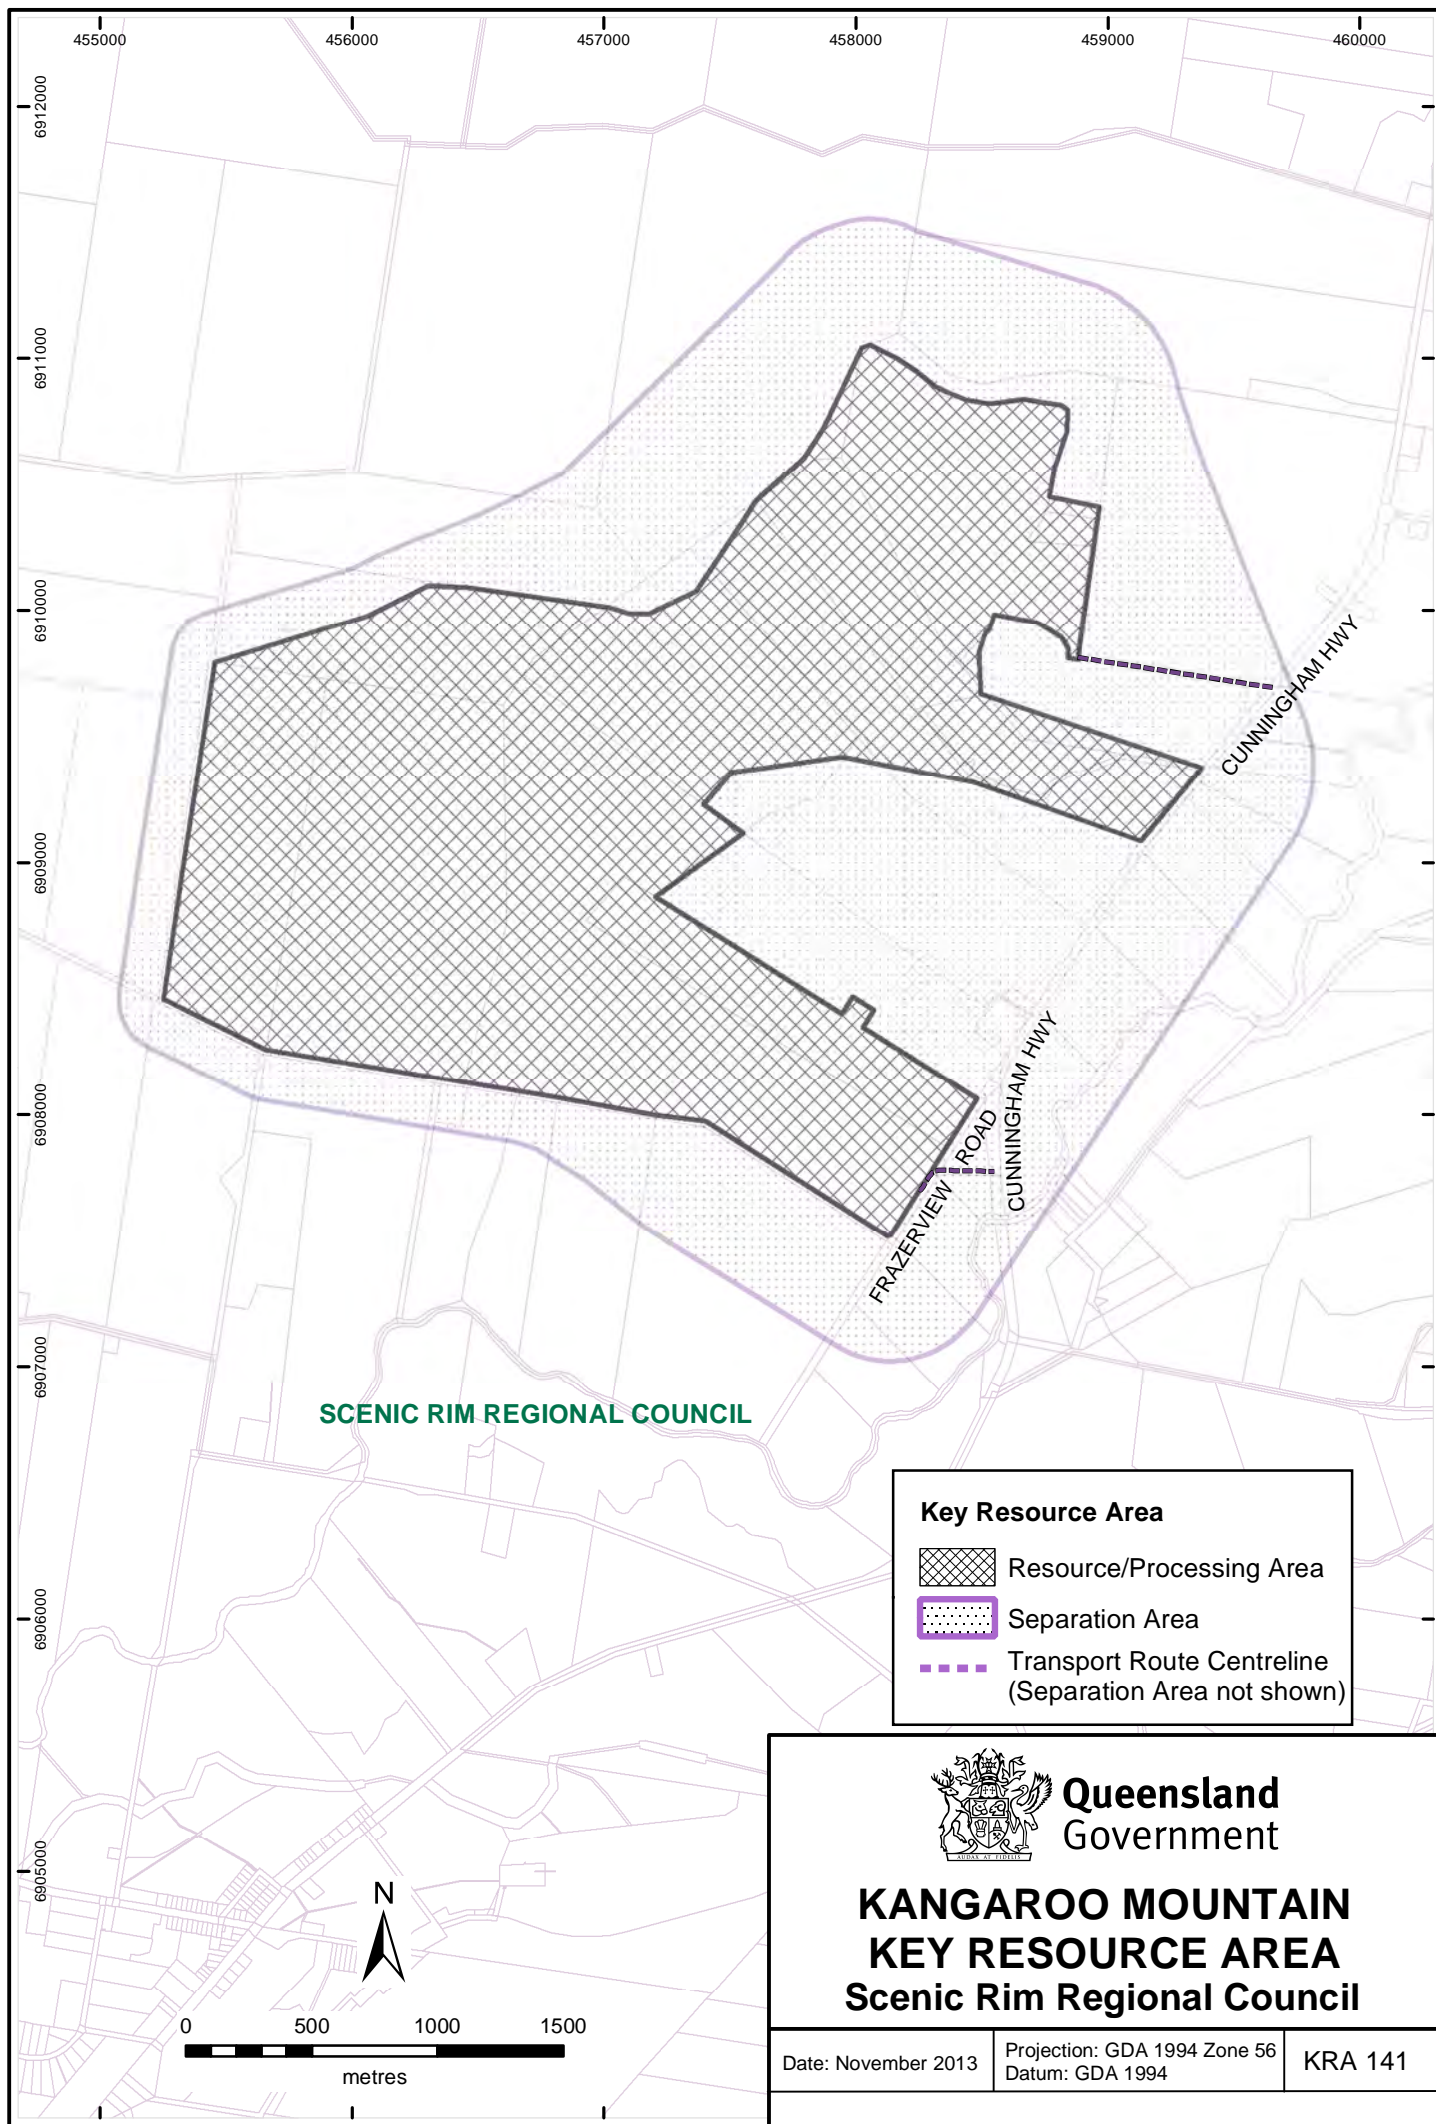 455000
456000
457000
458000
459000
460000
6912000
6911000
6910000
6909000
6908000
6907000
6906000
6905000
CUNNINGHAM HWY
CUNNINGHAM HWY
FRAZERVIEW ROAD
SCENIC RIM REGIONAL COUNCIL
Key Resource Area
Resource/Processing Area
Separation Area
Transport Route Centreline
(Separation Area not shown)
AUDAX AT FIDELIS
Queensland
Government
KANGAROO MOUNTAIN
KEY RESOURCE AREA
Scenic Rim Regional Council
Date: November 2013
Projection: GDA 1994 Zone 56
Datum: GDA 1994
KRA 141
N
0 500 1000 1500
metres